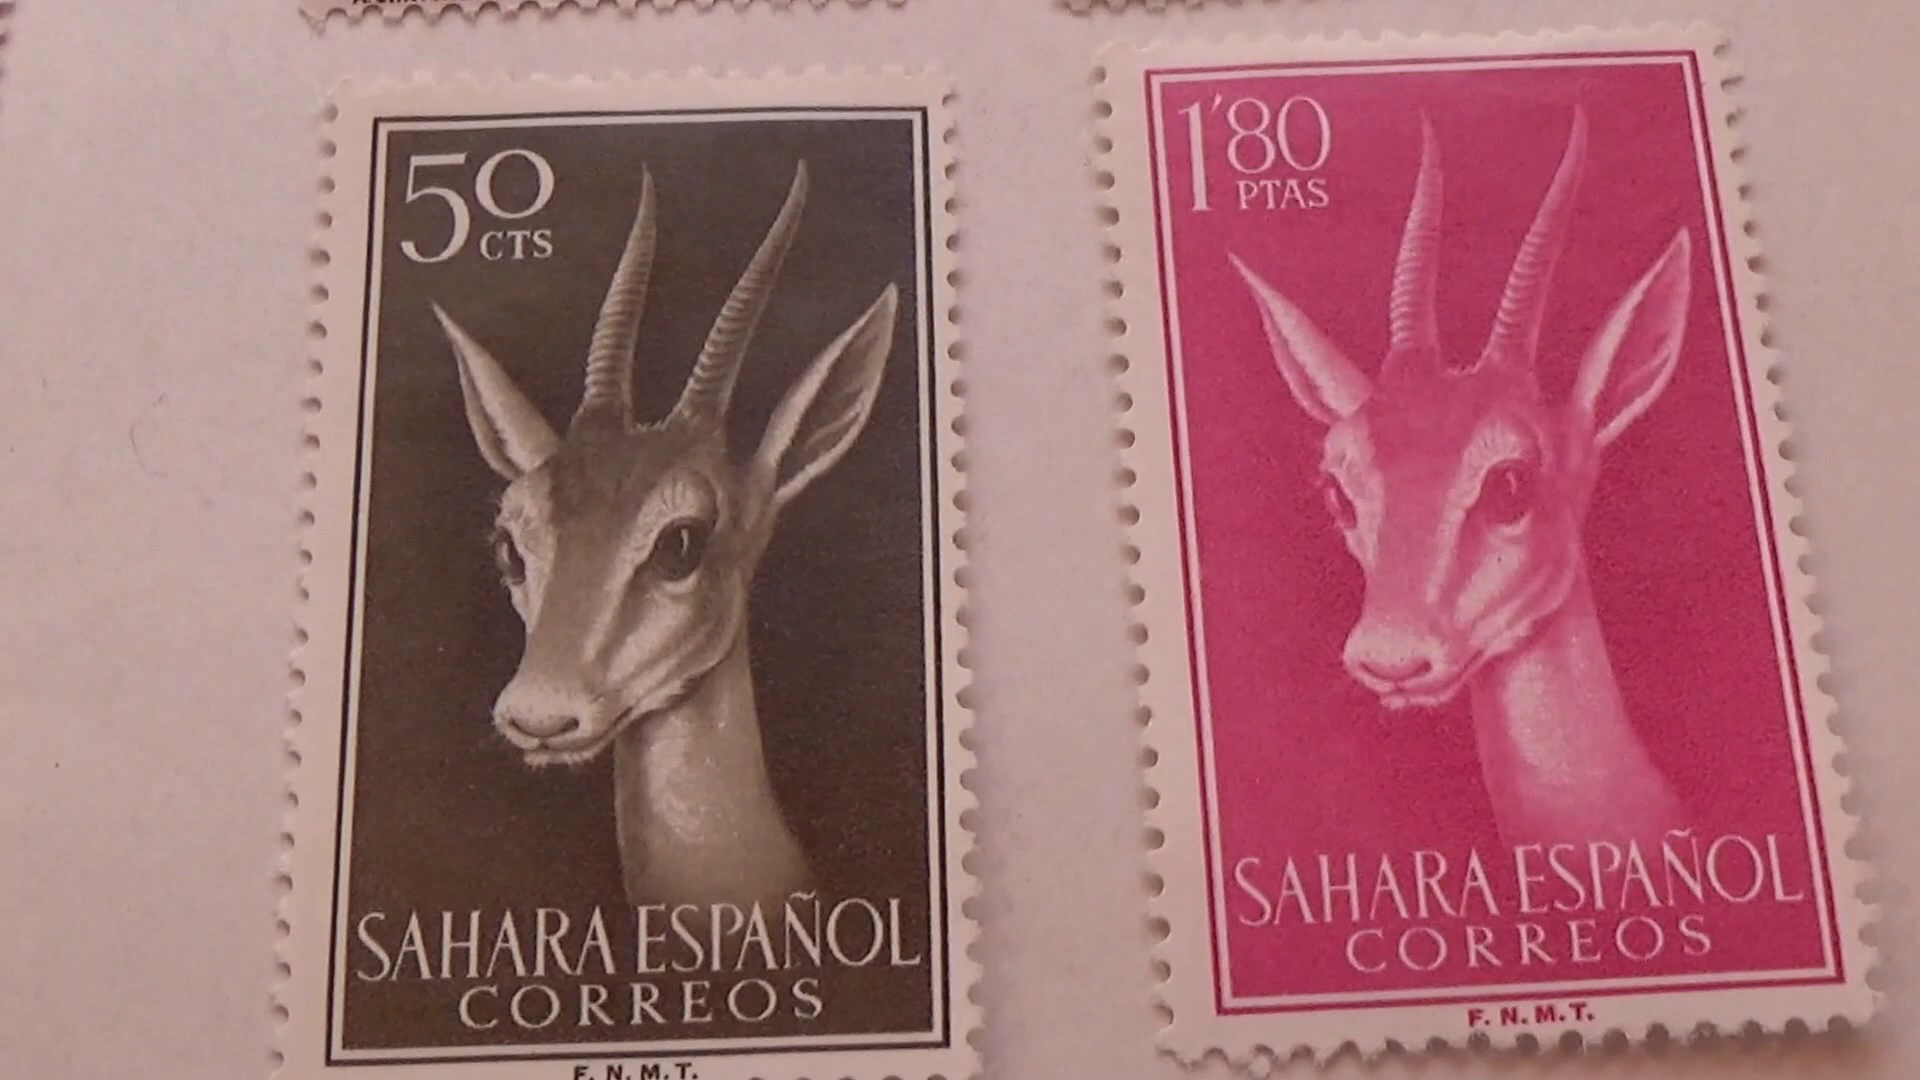 50
CTS
SAHARA ESPAÑOL
CORREOS
F. N. M. T.
1'80
PTAS
SAHARA ESPAÑOL
CORREOS
F. N. M. T.